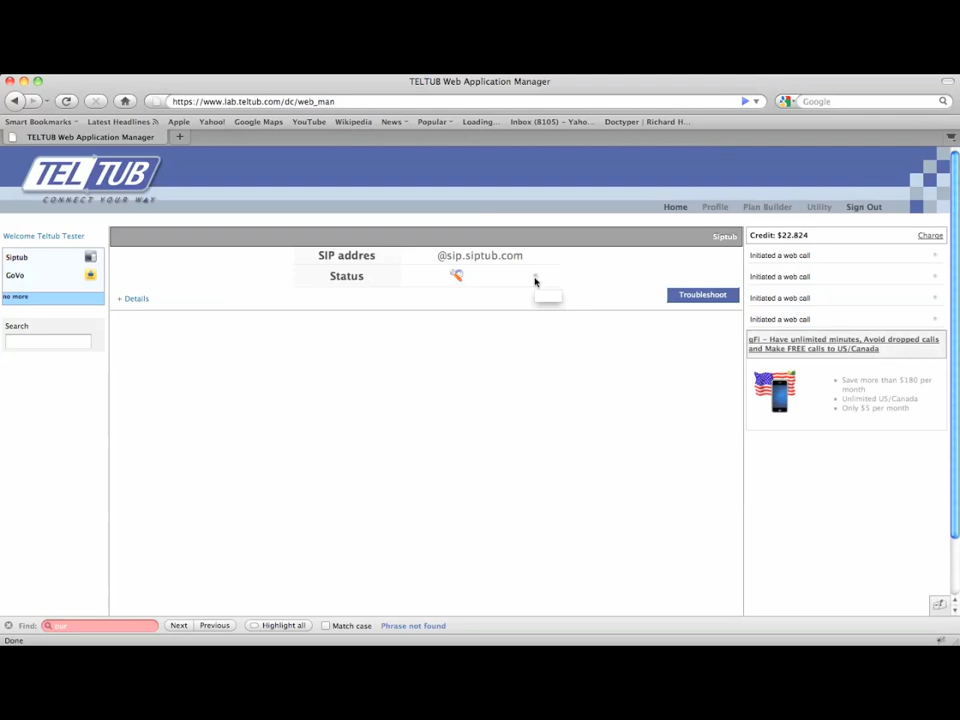 TELTUB Web Application Manager
https://www.lab.teltub.com/dc/web_man
Google
Smart Bookmarks Latest Headlines Apple Yahoo! Google Maps YouTube Wikipedia News Popular Loading... Inbox (8105) – Yaho... Doctyper | Richard H...
TELTUB Web Application Manager
TEL TUB
CONNECT YOUR WAY
Home Profile Plan Builder Utility Sign Out
Welcome Teltub Tester
Siptub
GoVo
no more
Search
Siptub
SIP addres @sip.siptub.com
Status
+ Details
Troubleshoot
Credit: $22.824 Charge
Initiated a web call
Initiated a web call
Initiated a web call
Initiated a web call
gFi – Have unlimited minutes, Avoid dropped calls
and Make FREE calls to US/Canada
Save more than $180 per
month
Unlimited US/Canada
Only $5 per month
Find: pur Next Previous Highlight all Match case Phrase not found
Done